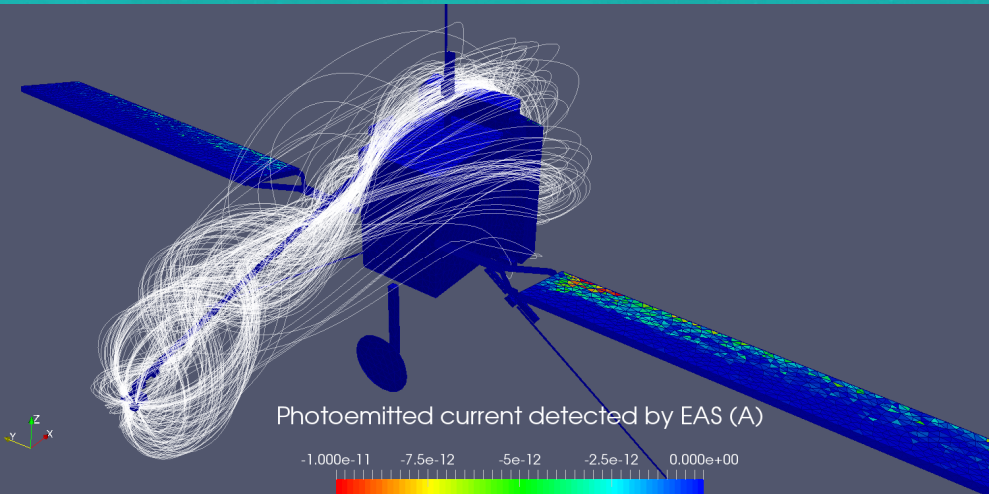 Z
Y
X
Photoemitted current detected by EAS (A)
-1.000e-11 -7.5e-12 -5e-12 -2.5e-12 0.000e+00